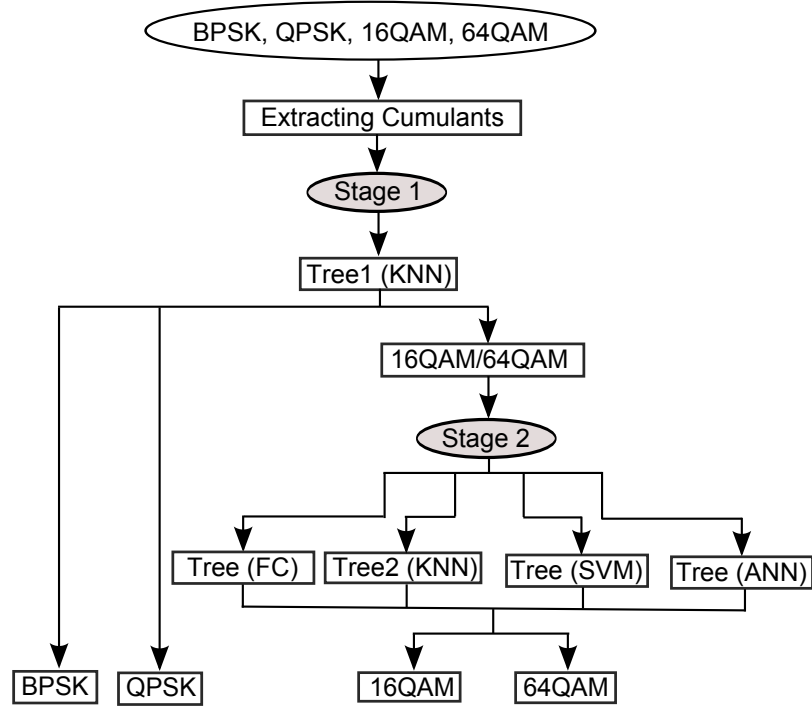 BPSK, QPSK, 16QAM, 64QAM
Extracting Cumulants
Stage 1
Tree1 (KNN)
16QAM/64QAM
Stage 2
Tree (FC)
Tree2 (KNN)
Tree (SVM)
Tree (ANN)
BPSK
QPSK
16QAM
64QAM